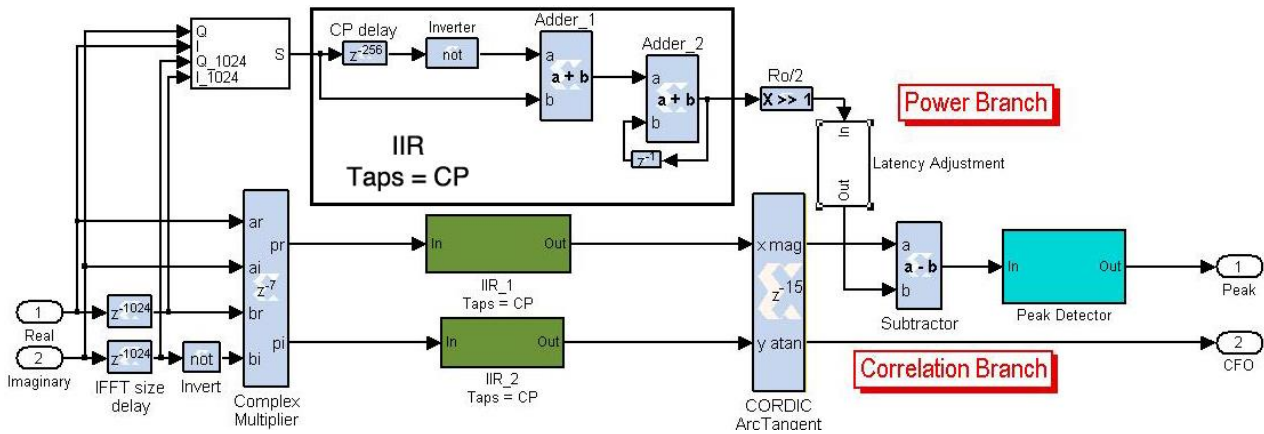 Q
I
Q_1024
I_1024
S
CP delay
z-256
Inverter
not
Adder_1
a
a + b
b
Adder_2
a
a + b
b
z-1
IIR
Taps = CP
Ro/2
X >> 1
Power Branch
In
Out
Latency Adjustment
ar
ai
br
bi
pr
pi
z-7
Complex
Multiplier
In
Out
IIR_1
Taps = CP
In
Out
IIR_2
Taps = CP
x mag
z-15
y atan
CORDIC
ArcTangent
a
a - b
b
Subtractor
In
Out
Peak Detector
1
Peak
2
CFO
Correlation Branch
1
Real
2
Imaginary
z-1024
z-1024
IFFT size
delay
not
Invert